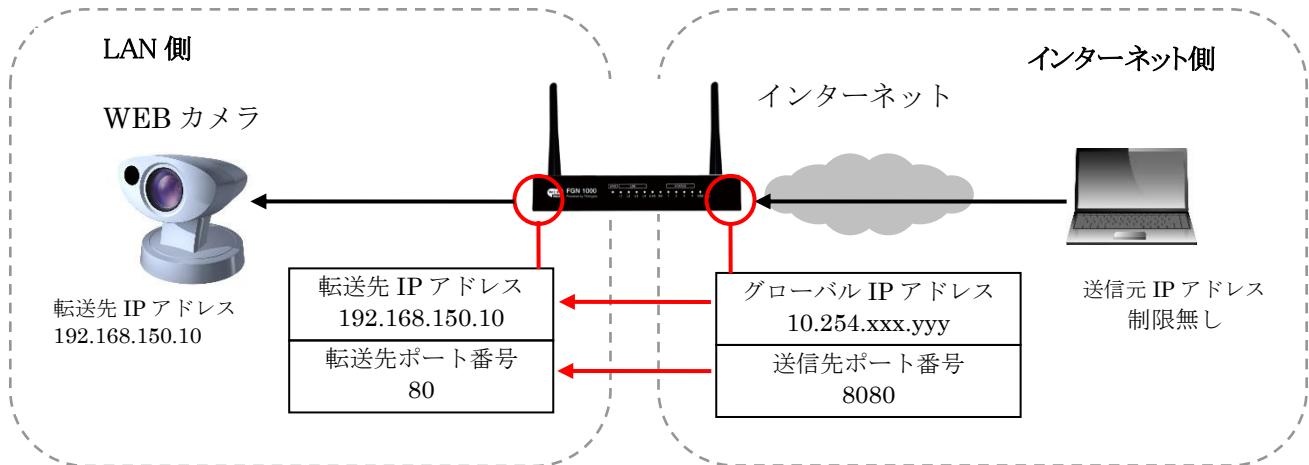 LAN 側
インターネット側
WEB カメラ
インターネット
FGN 1000
転送先 IP アドレス
192.168.150.10
転送先 IP アドレス
192.168.150.10
転送先ポート番号
80
グローバル IP アドレス
10.254.xxx.yyy
送信先ポート番号
8080
送信元 IP アドレス
制限無し